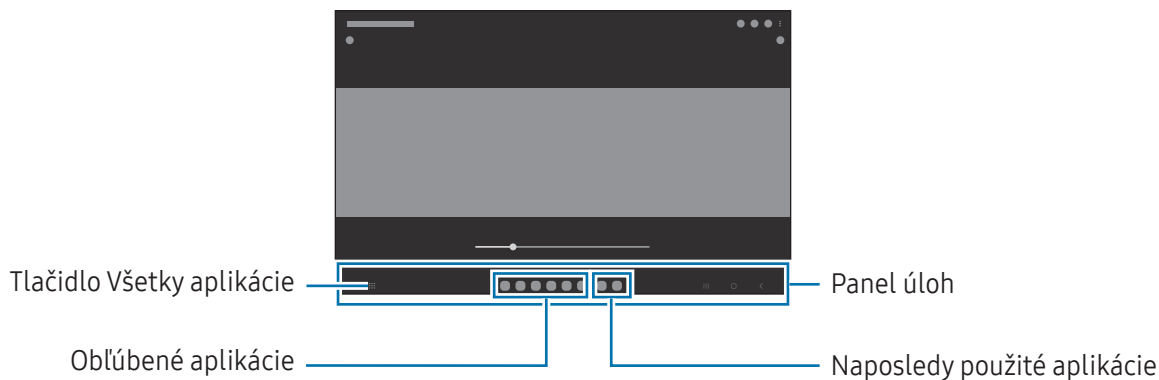 Tlačidlo Všetky aplikácie
Panel úloh
Obľúbené aplikácie
Naposledy použité aplikácie